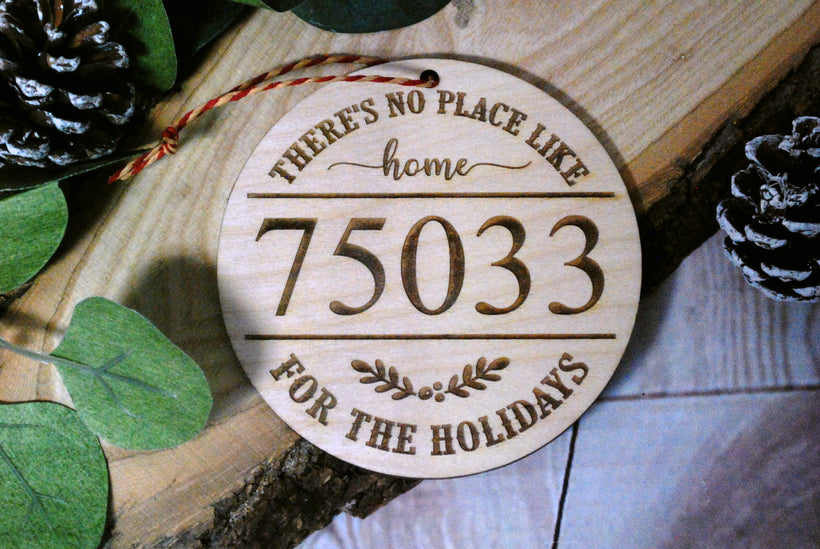 THERE'S NO PLACE LIKE
home
75033
FOR THE HOLIDAYS